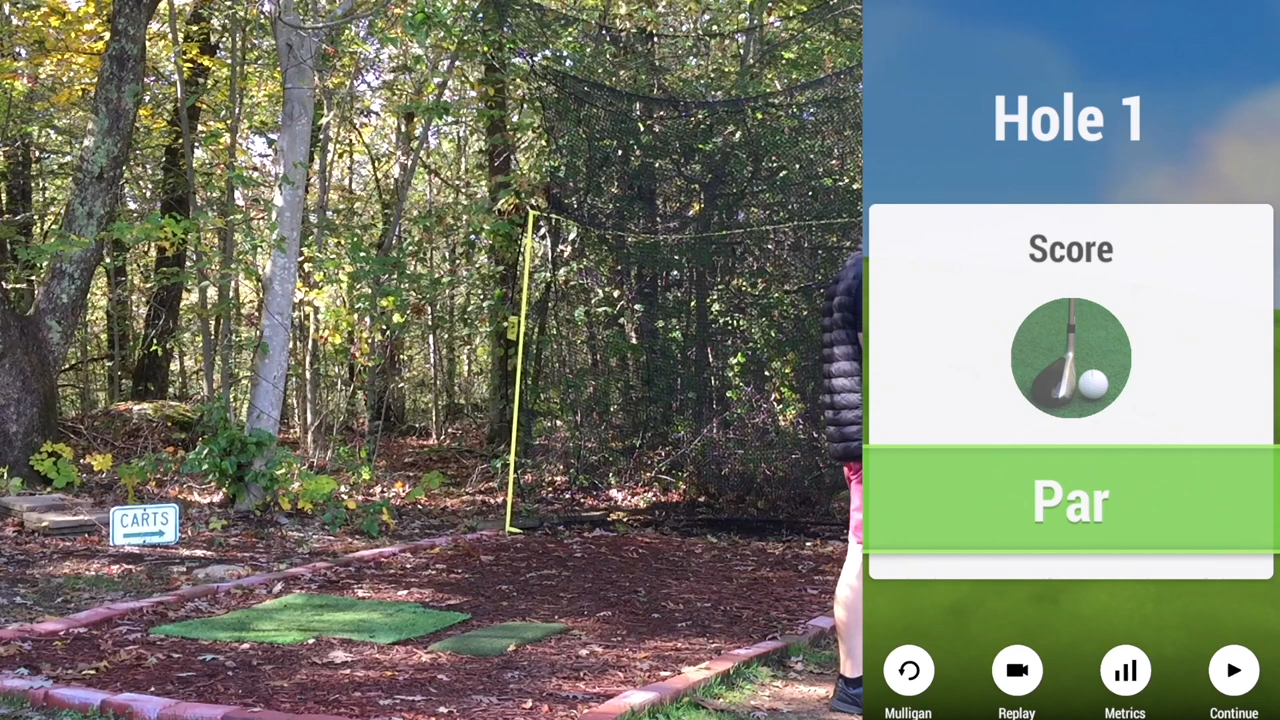 CARTS
Hole 1
Score
Par
Mulligan
Replay
Metrics
Continue